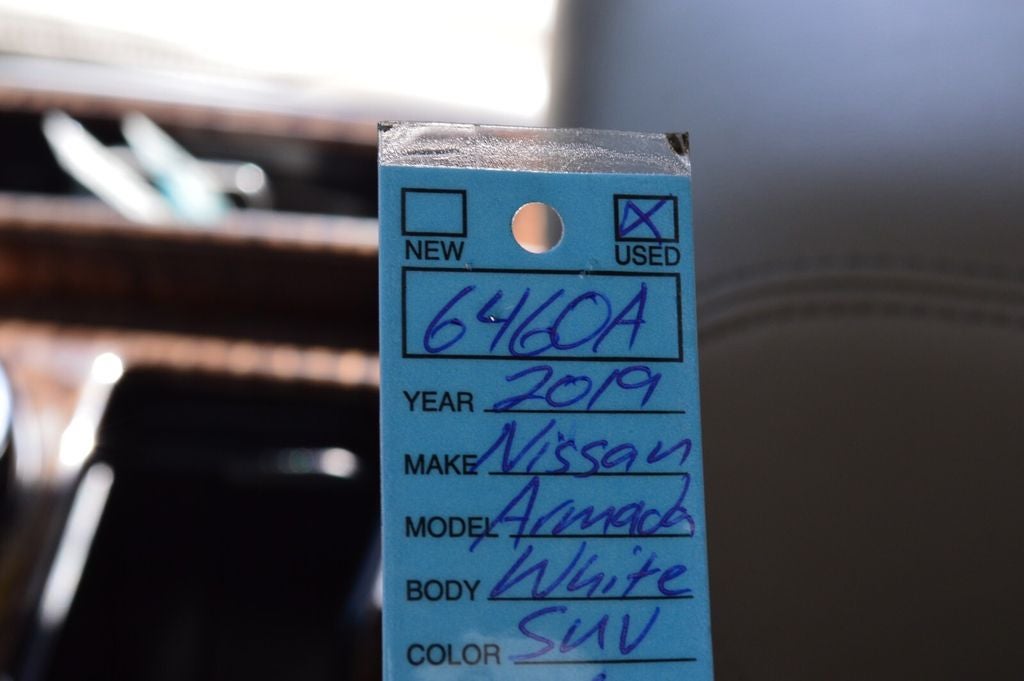 NEW USED
6460A
YEAR 2019
MAKE Nissan
MODEL Armada
BODY White
COLOR SUV